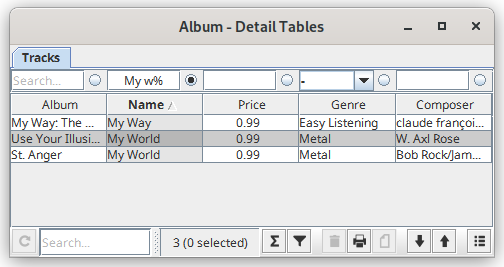 Album - Detail Tables
Tracks
Search... My w% -
Album Name Price Genre Composer
My Way: The ... My Way 0.99 Easy Listening claude françoi...
Use Your Illusi... My World 0.99 Metal W. Axl Rose
St. Anger My World 0.99 Metal Bob Rock/Jam...
Search... 3 (0 selected) Σ